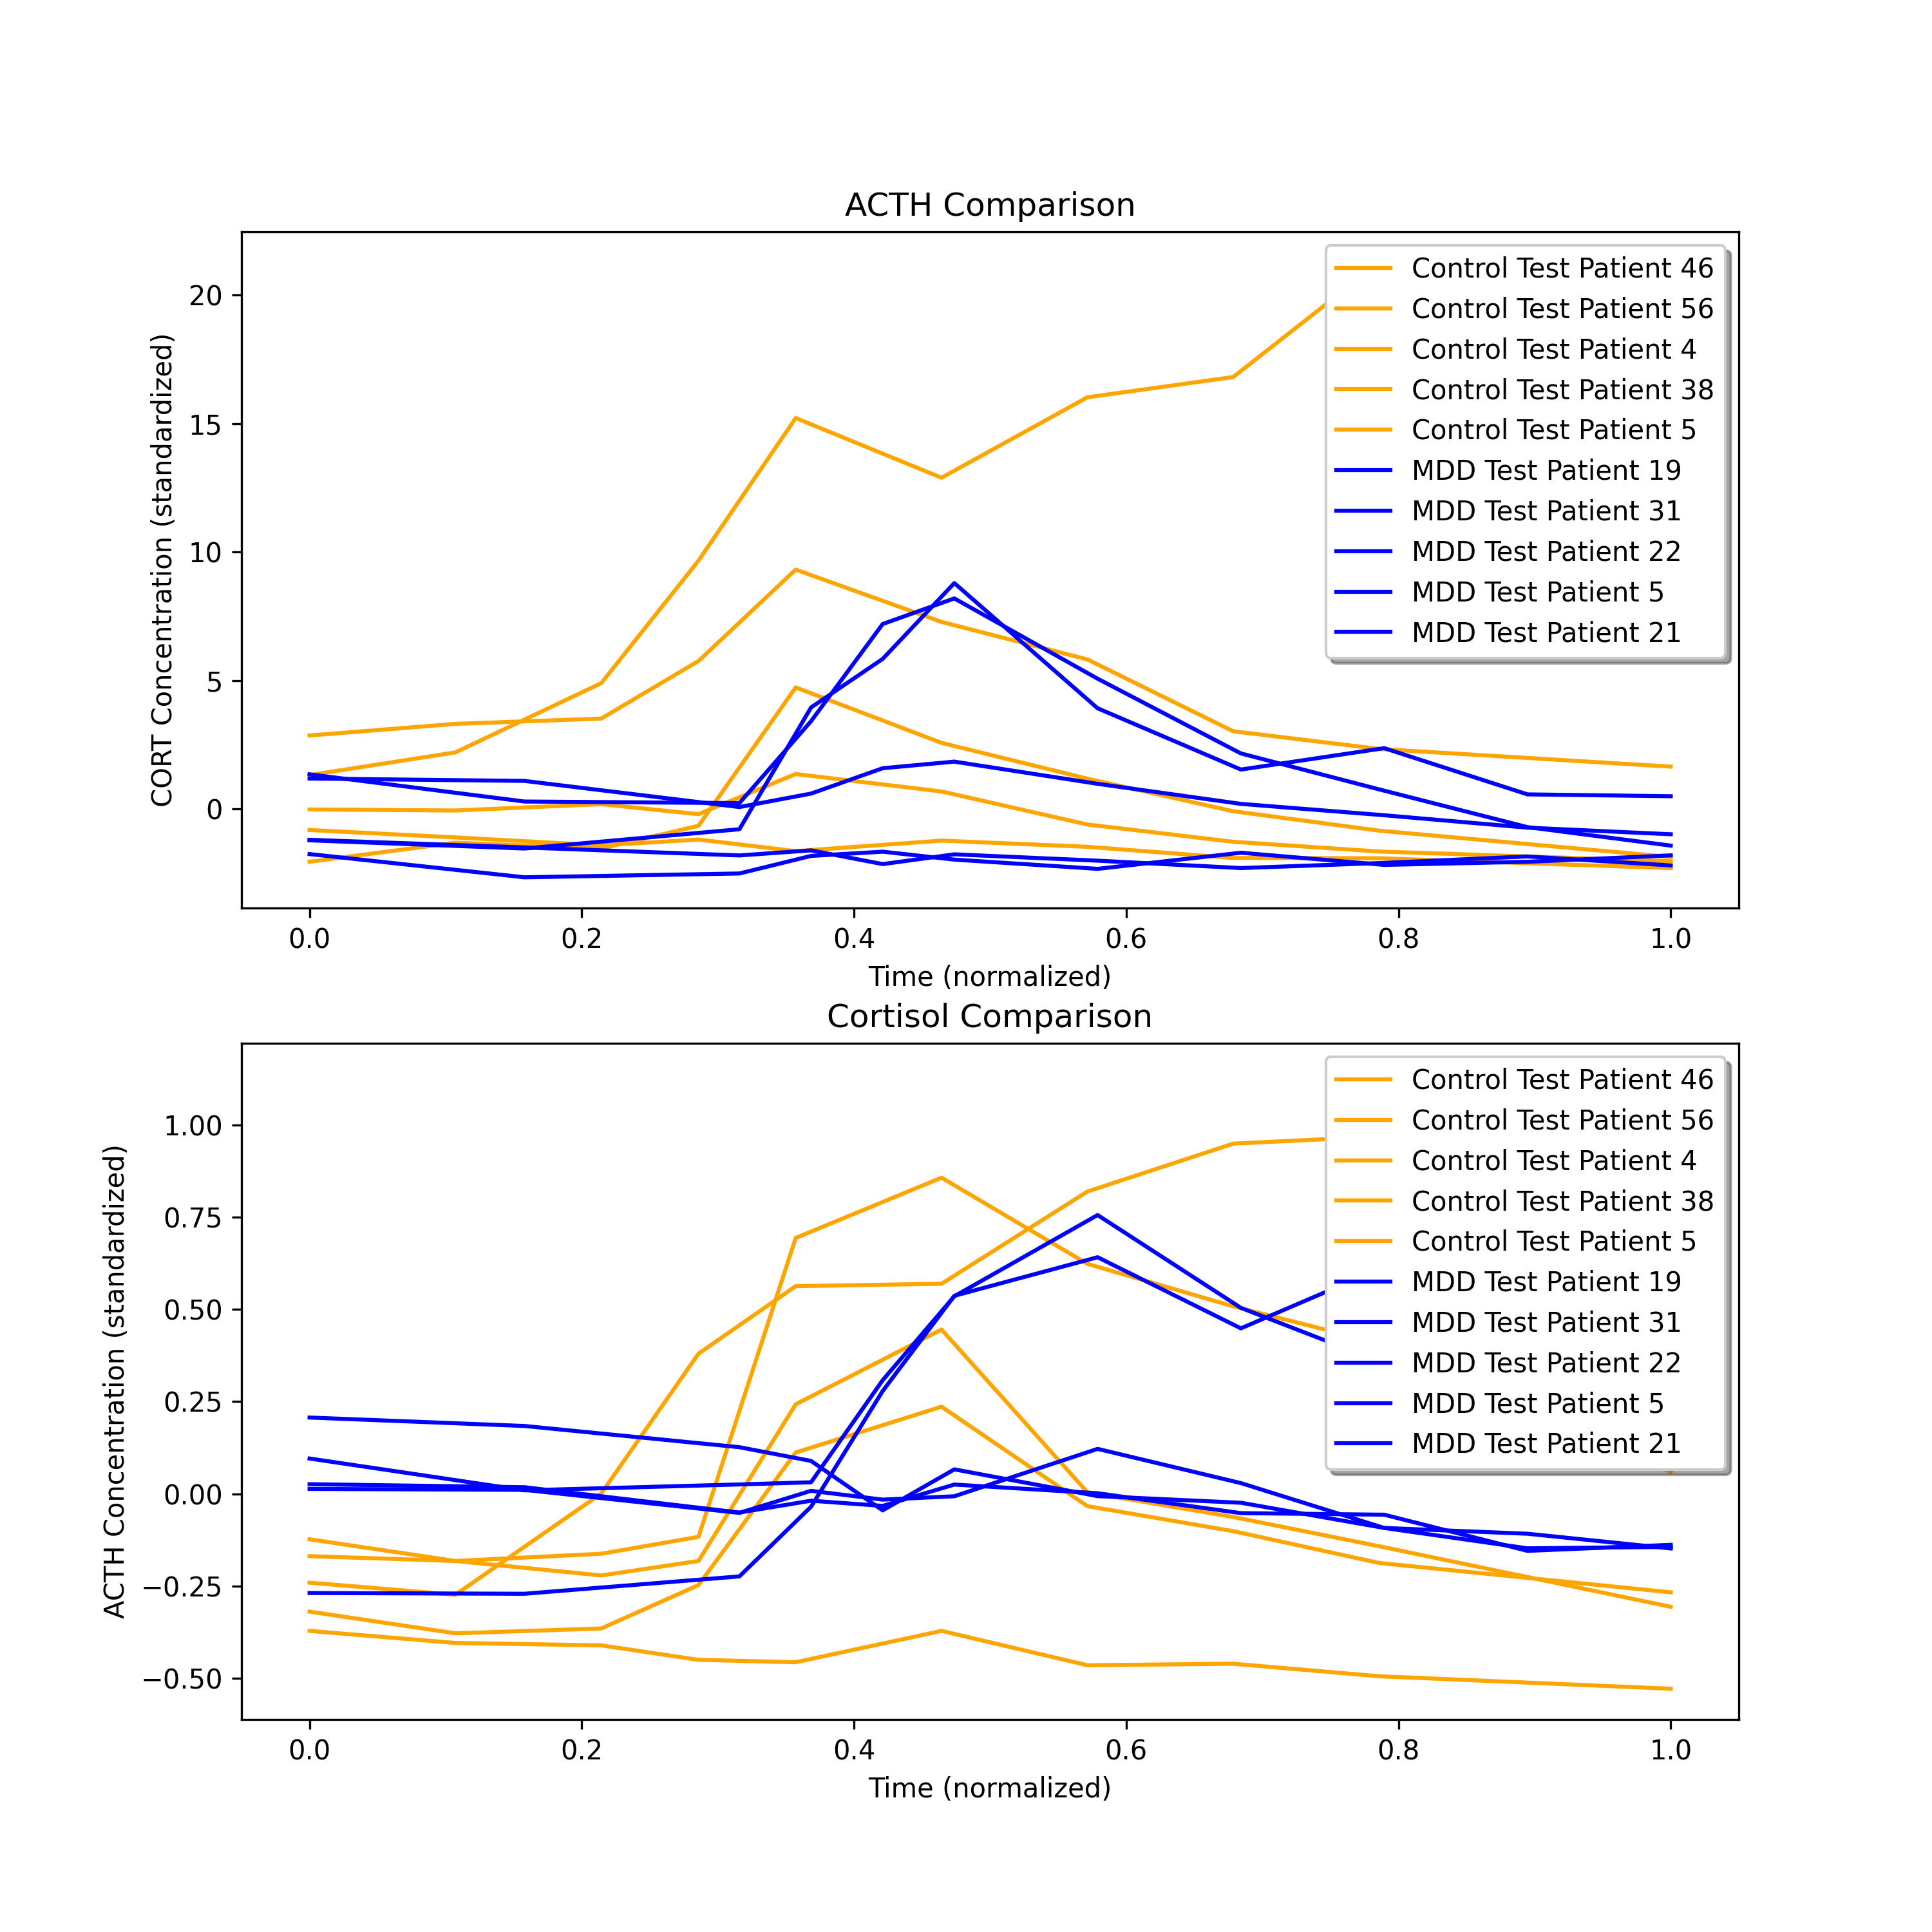 ACTH Comparison
CORT Concentration (standardized)
20
15
10
5
0
Control Test Patient 46
Control Test Patient 56
Control Test Patient 4
Control Test Patient 38
Control Test Patient 5
MDD Test Patient 19
MDD Test Patient 31
MDD Test Patient 22
MDD Test Patient 5
MDD Test Patient 21
0.0 0.2 0.4 0.6 0.8 1.0
Time (normalized)
Cortisol Comparison
ACTH Concentration (standardized)
1.00
0.75
0.50
0.25
0.00
−0.25
−0.50
Control Test Patient 46
Control Test Patient 56
Control Test Patient 4
Control Test Patient 38
Control Test Patient 5
MDD Test Patient 19
MDD Test Patient 31
MDD Test Patient 22
MDD Test Patient 5
MDD Test Patient 21
0.0 0.2 0.4 0.6 0.8 1.0
Time (normalized)